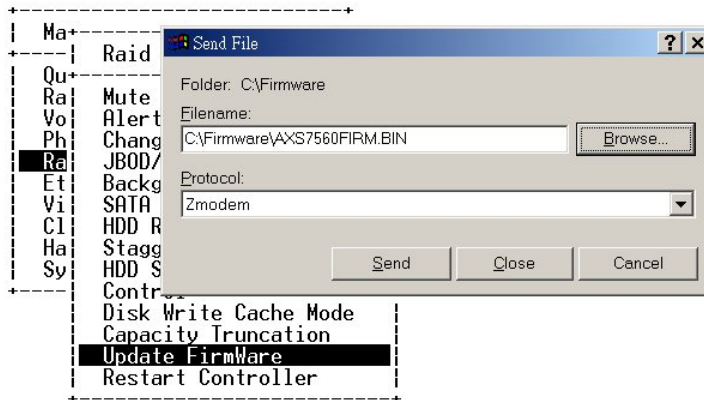 Ma
Raid
Send File
Qu
Ra
Vo
Ph
Ra
Et
Vi
Cl
Ha
Sy
Mute
Alert
Chang
JBOD/
Backg
SATA
HDD R
Stagg
HDD S
Control
Disk Write Cache Mode
Capacity Truncation
Update FirmWare
Restart Controller
Folder: C:\Firmware
Filename:
C:\Firmware\AXS7560FIRM.BIN
Browse...
Protocol:
Zmodem
Send Close Cancel